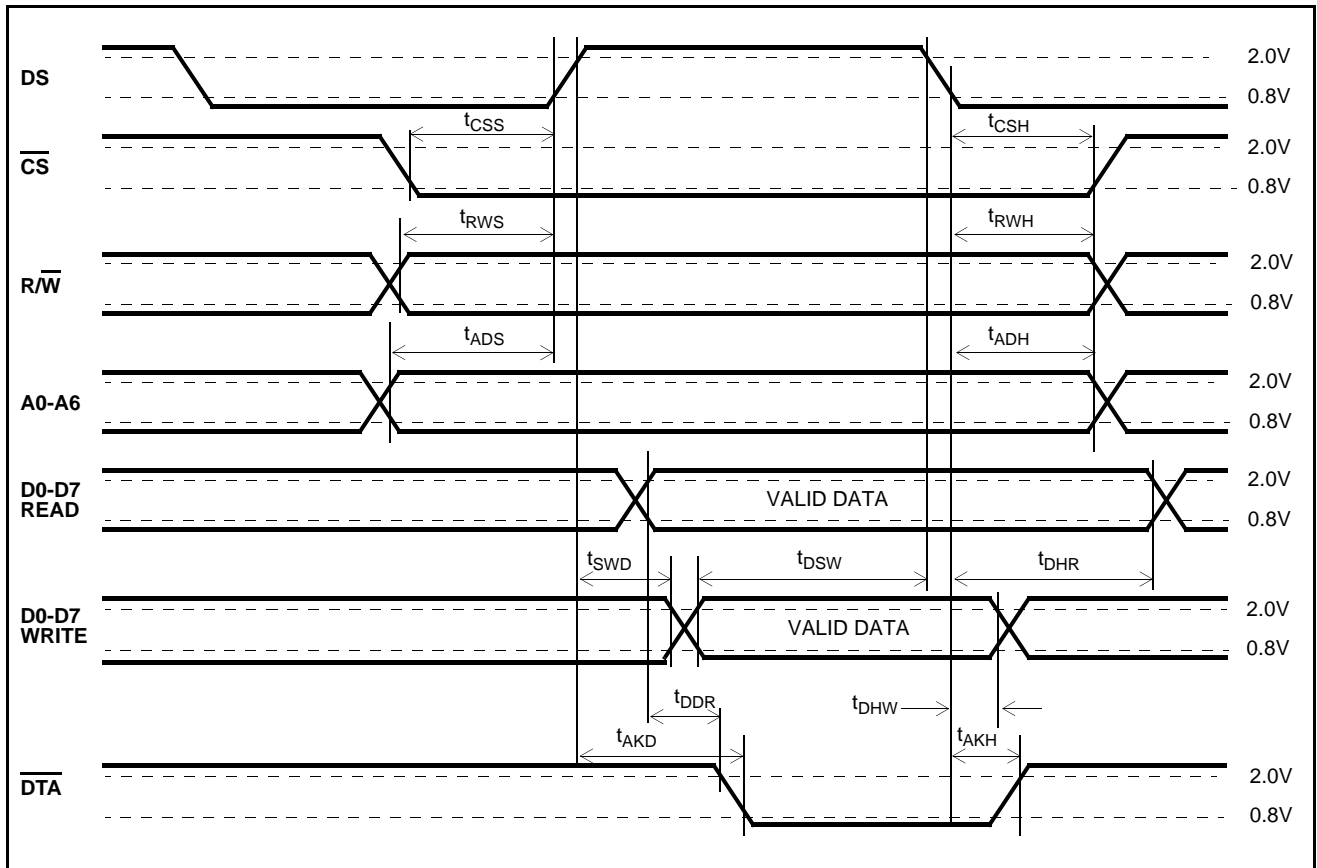 DS
2.0V
0.8V
tCSS
tCSH
CS
2.0V
0.8V
tRWS
tRWH
R/W
2.0V
0.8V
tADS
tADH
A0-A6
2.0V
0.8V
D0-D7
READ
VALID DATA
2.0V
0.8V
tSWD
tDSW
tDHR
D0-D7
WRITE
VALID DATA
2.0V
0.8V
tDDR
tDHW
tAKD
tAKH
DTA
2.0V
0.8V